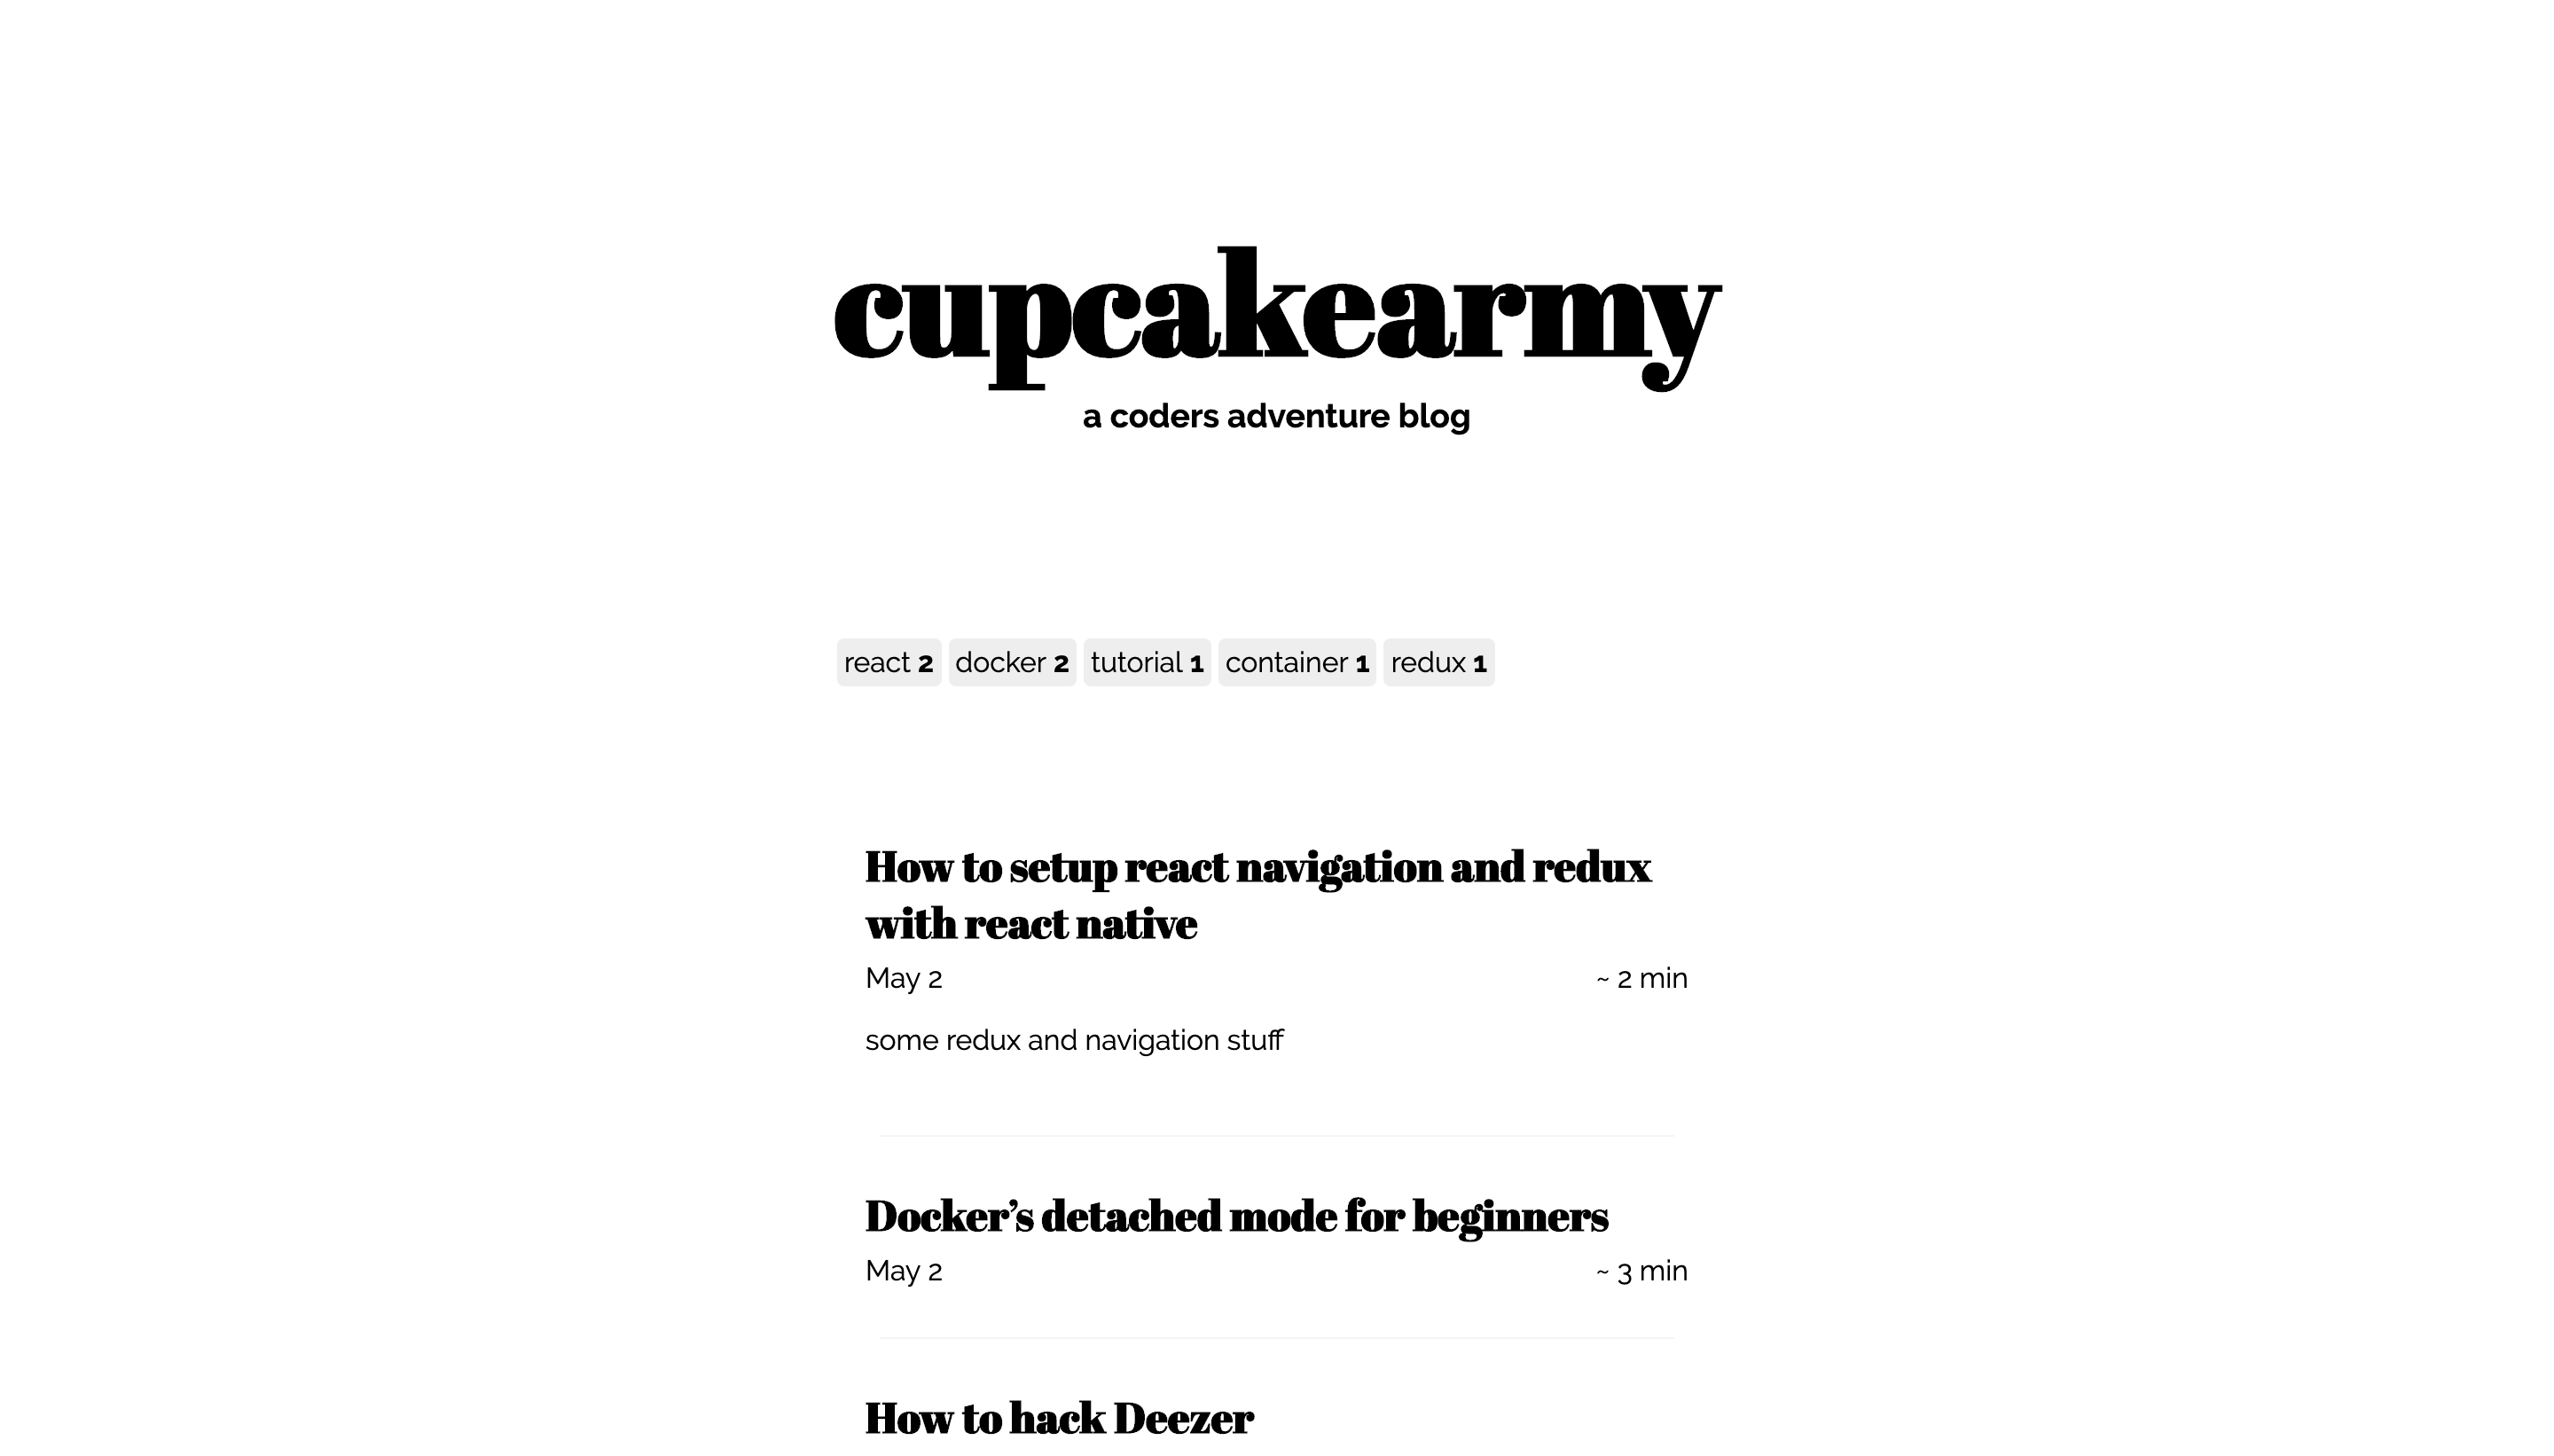 cupcakearmy
a coders adventure blog
react 2 docker 2 tutorial 1 container 1 redux 1
How to setup react navigation and redux
with react native
May 2 ~ 2 min
some redux and navigation stuff
Docker’s detached mode for beginners
May 2 ~ 3 min
How to hack Deezer